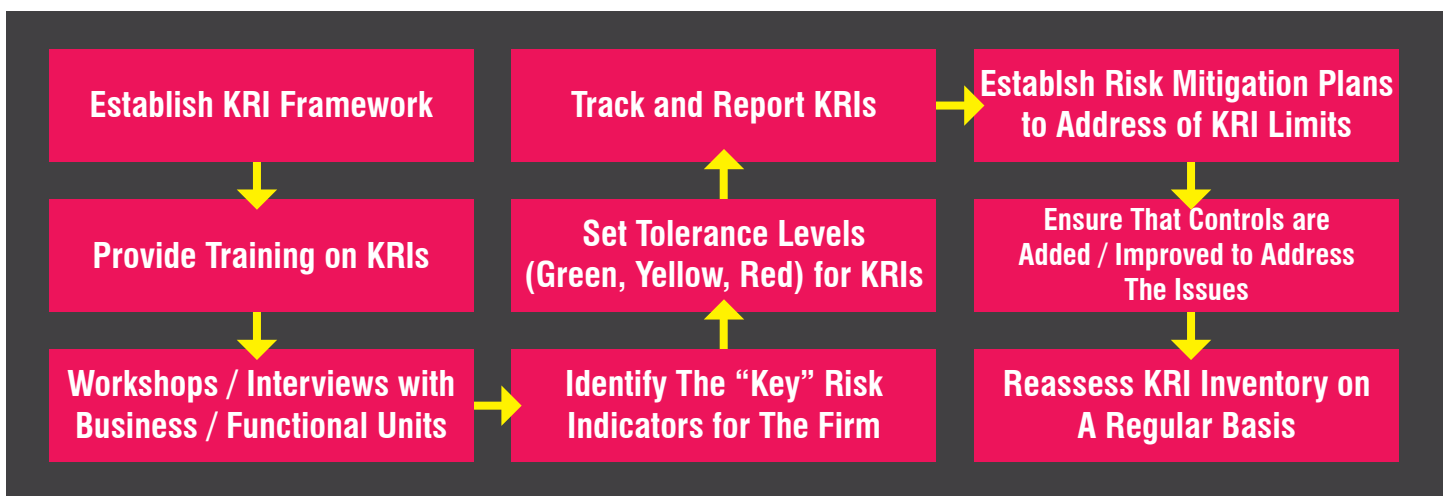 Establish KRI Framework
Provide Training on KRIs
Workshops / Interviews with
Business / Functional Units
Identify The “Key” Risk
Indicators for The Firm
Set Tolerance Levels
(Green, Yellow, Red) for KRIs
Track and Report KRIs
Establsh Risk Mitigation Plans
to Address of KRI Limits
Ensure That Controls are
Added / Improved to Address
The Issues
Reassess KRI Inventory on
A Regular Basis